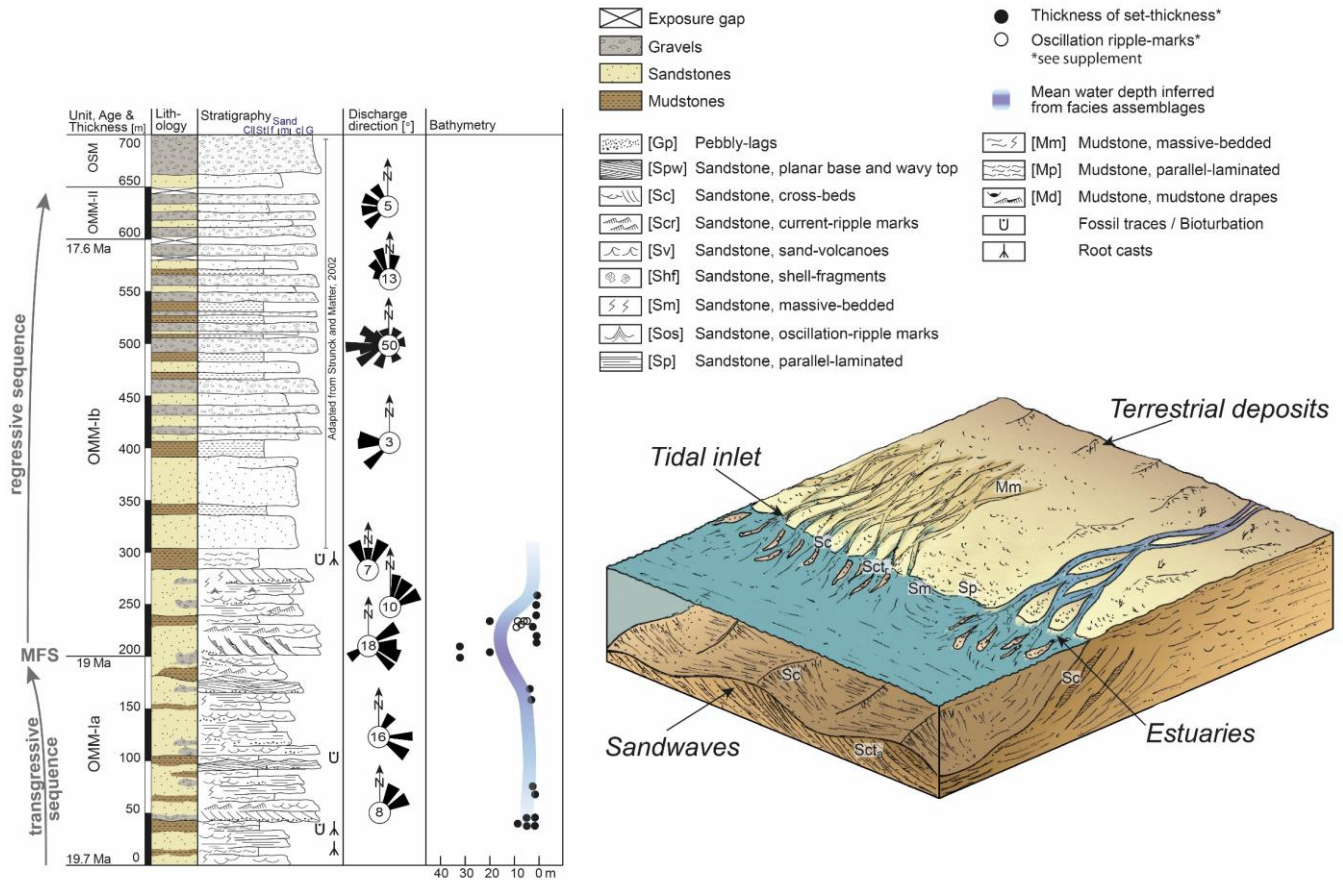 Exposure gap
Gravels
Sandstones
Mudstones
Thickness of set-thickness*
Oscillation ripple-marks*
*see supplement
Mean water depth inferred
from facies assemblages
[Gp] Pebbly-lags
[Spw] Sandstone, planar base and wavy top
[Sc] Sandstone, cross-beds
[Scr] Sandstone, current-ripple marks
[Sv] Sandstone, sand-volcanoes
[Shf] Sandstone, shell-fragments
[Sm] Sandstone, massive-bedded
[Sos] Sandstone, oscillation-ripple marks
[Sp] Sandstone, parallel-laminated
[Mm] Mudstone, massive-bedded
[Mp] Mudstone, parallel-laminated
[Md] Mudstone, mudstone drapes
Fossil traces / Bioturbation
Root casts
Unit, Age &
Thickness [m]
Lith-
ology
Stratigraphy
Sand
Discharge
direction [°]
Bathymetry
OSM
OMM-II
OMM-Ib
OMM-Ia
700
650
600
17.6 Ma
550
500
450
400
350
300
250
200
19 Ma
150
100
50
19.7 Ma 0
MFS
regressive sequence
transgressive
sequence
Adapted from Strunck and Matter, 2002
N
5
N
13
N
50
N
3
N
7
N
10
N
18
N
16
N
8
40 30 20 10 0 m
Terrestrial deposits
Tidal inlet
Mm
Sc
Sm
Sp
Sc
Sc
Sandwaves
Estuaries